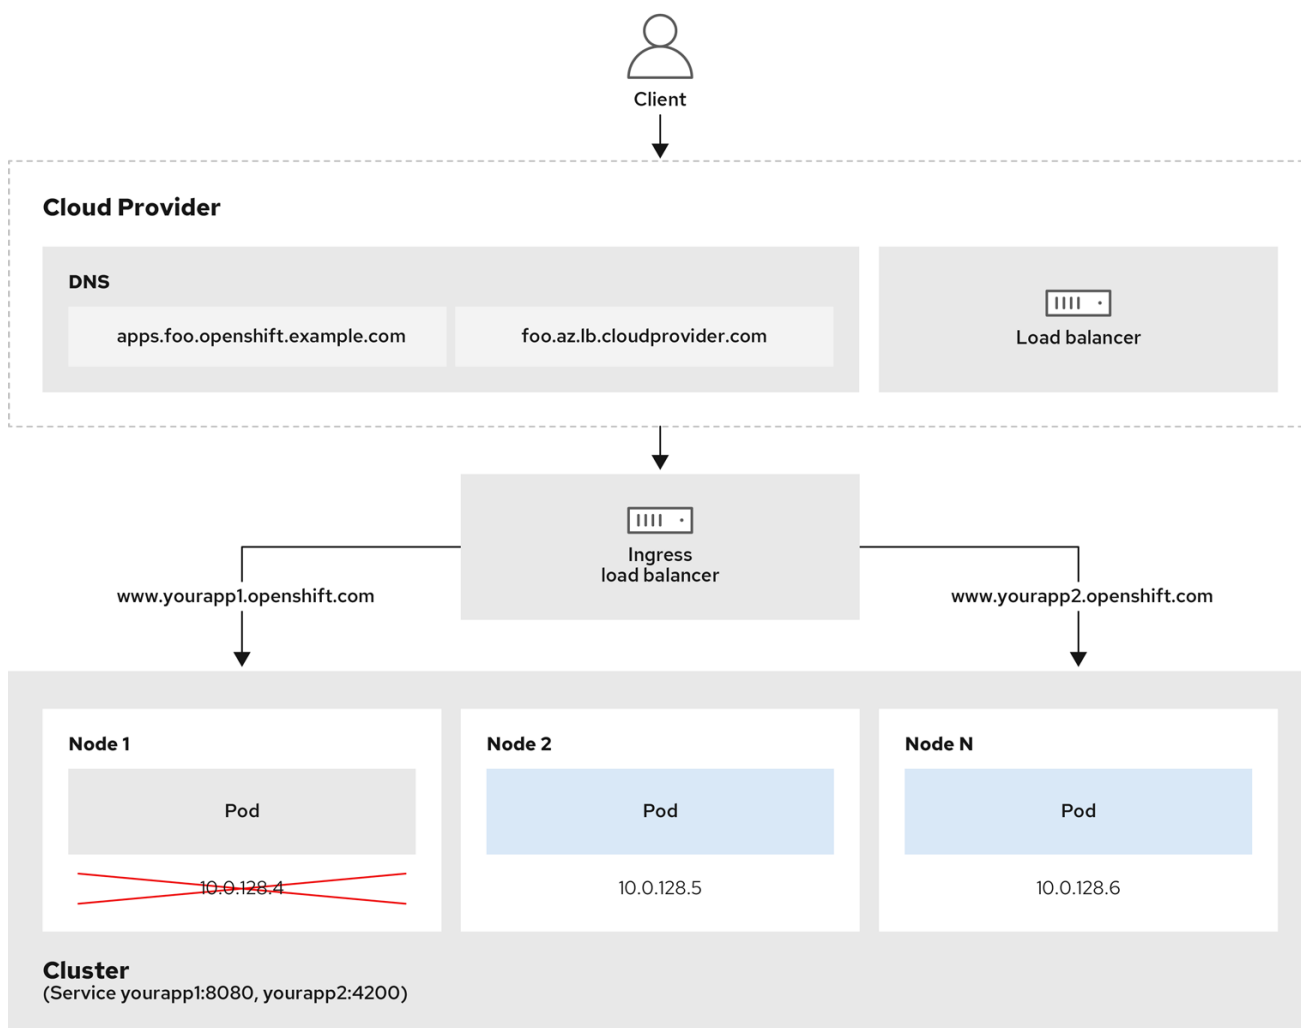 Client
Cloud Provider
DNS
apps.foo.openshift.example.com
foo.az.lb.cloudprovider.com
Load balancer
Ingress
load balancer
www.yourapp1.openshift.com
www.yourapp2.openshift.com
Node 1
Pod
10.0.128.4
Node 2
Pod
10.0.128.5
Node N
Pod
10.0.128.6
Cluster
(Service yourapp1:8080, yourapp2:4200)